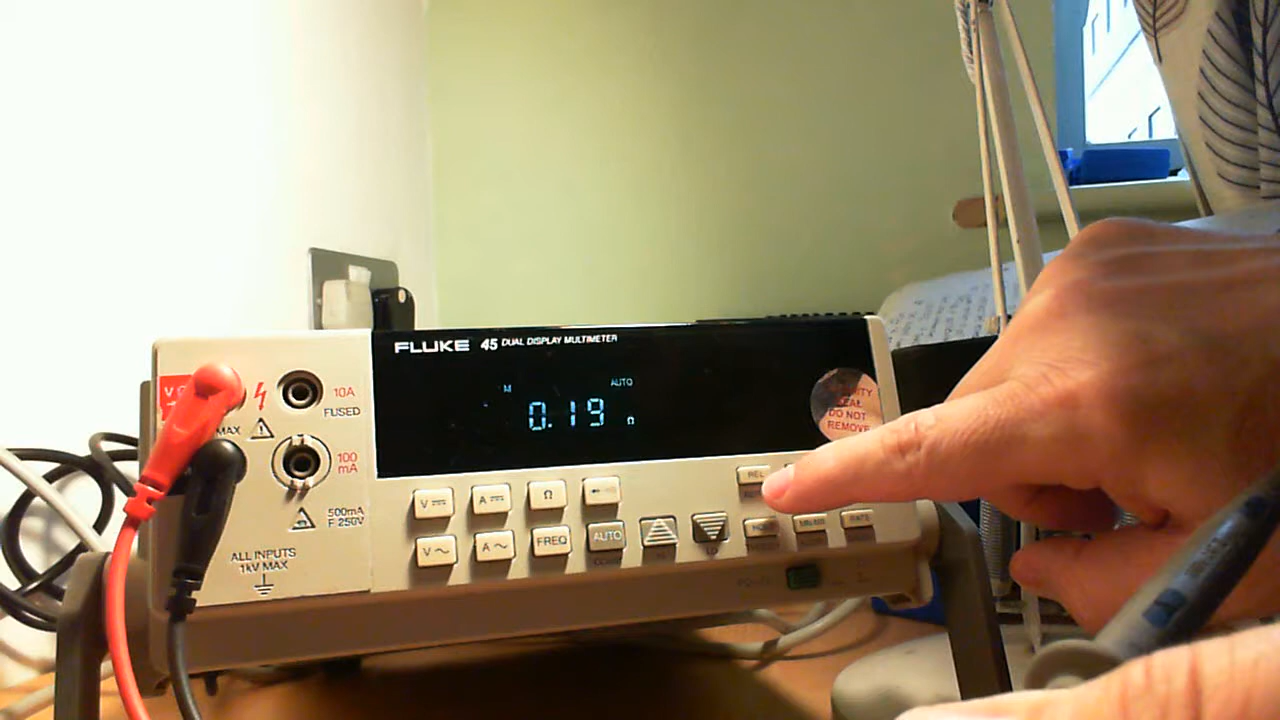 FLUKE 45 DUAL DISPLAY MULTIMETER
M
AUTO
0.19 Ω
SEAL
DO NOT
REMOVE
V
MAX
10A
FUSED
100
mA
500mA
F 250V
ALL INPUTS
1kV MAX
V
A
Ω
REL
V
A
FREQ
AUTO
MN MX
RATE